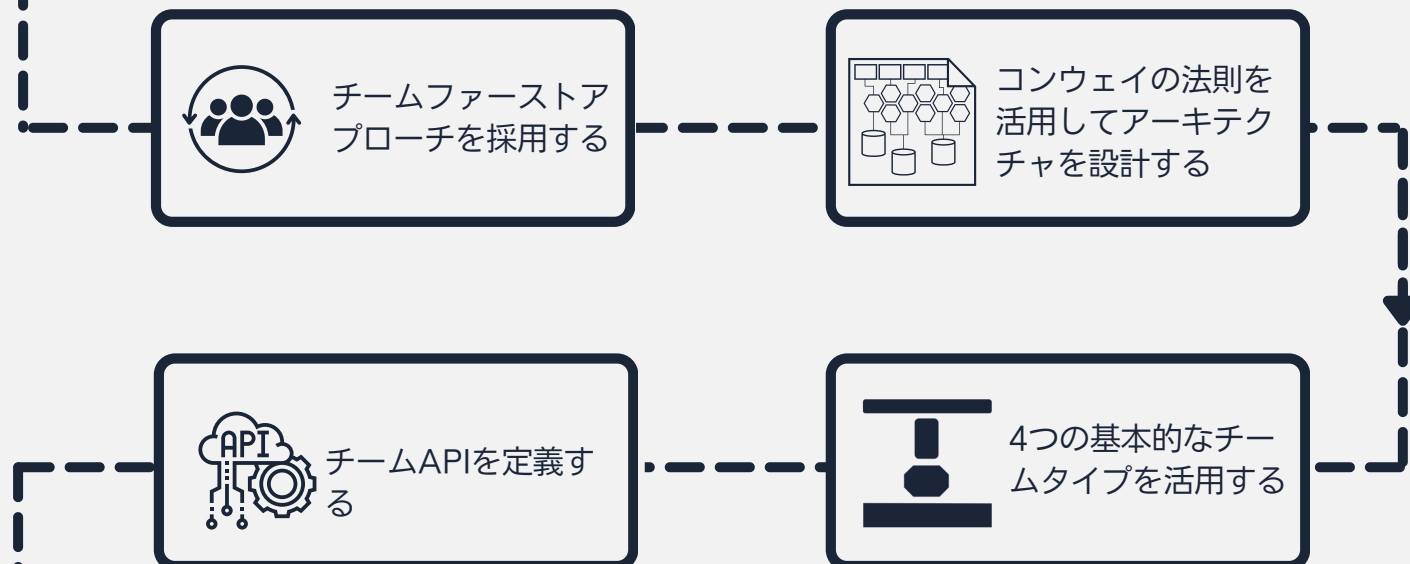 チームファーストア
プローチを採用する
コンウェイの法則を
活用してアーキテク
チャを設計する
API
チームAPIを定義す
る
4つの基本的なチー
ムタイプを活用する